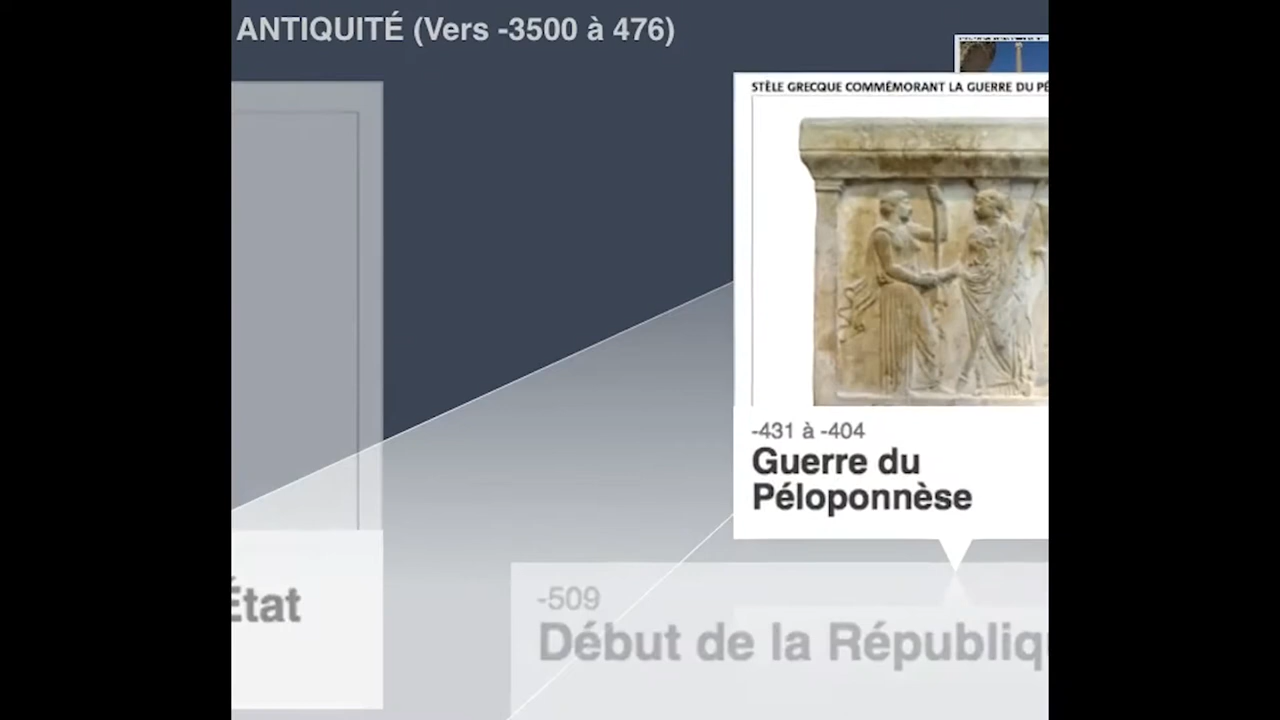 ANTIQUITÉ (Vers -3500 à 476)
STÈLE GRECQUE COMMÉMORANT LA GUERRE DU PÉ
-431 à -404
Guerre du
Péloponnèse
État
-509
Début de la Républiq